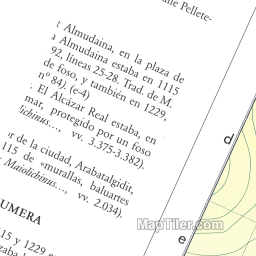 Pellete-
t Almudaina, en la plaza de
a Almudaina estaba en 1115
92, líneas 25-28. Trad. de M.
nº 84). (e-4)
de foso, y también en 1229,
. El Alcázar Real estaba, en
mar, protegido por un foso
vv. 3.375-3.382).
or de la ciudad, Arabatalgidit,
115 de «murallas, baluartes
Maiolichinus..., vv. 2.034).
UMERA
15 y 1229
d
e
MapTiler.com